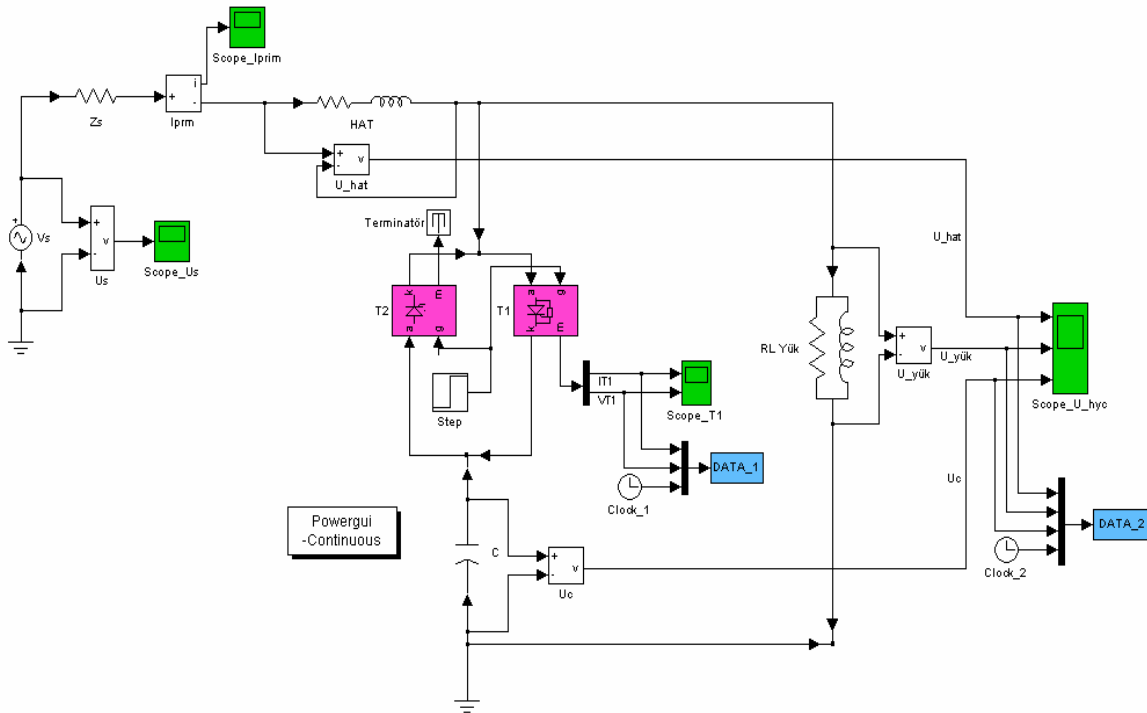 Scope_Iprim
i
+
-
Zs
Iprm
HAT
+
-
v
U_hat
Terminatör
+
Vs
+
-
v
Us
Scope_Us
U_hat
T2
k
m
a
g
T1
a
g
k
m
RL Yük
+
-
v
U_yük
U_yük
Scope_U_hyc
IT1
VT1
Scope_T1
Step
DATA_1
Clock_1
Uc
Powergui
-Continuous
C
+
-
v
Uc
Clock_2
DATA_2